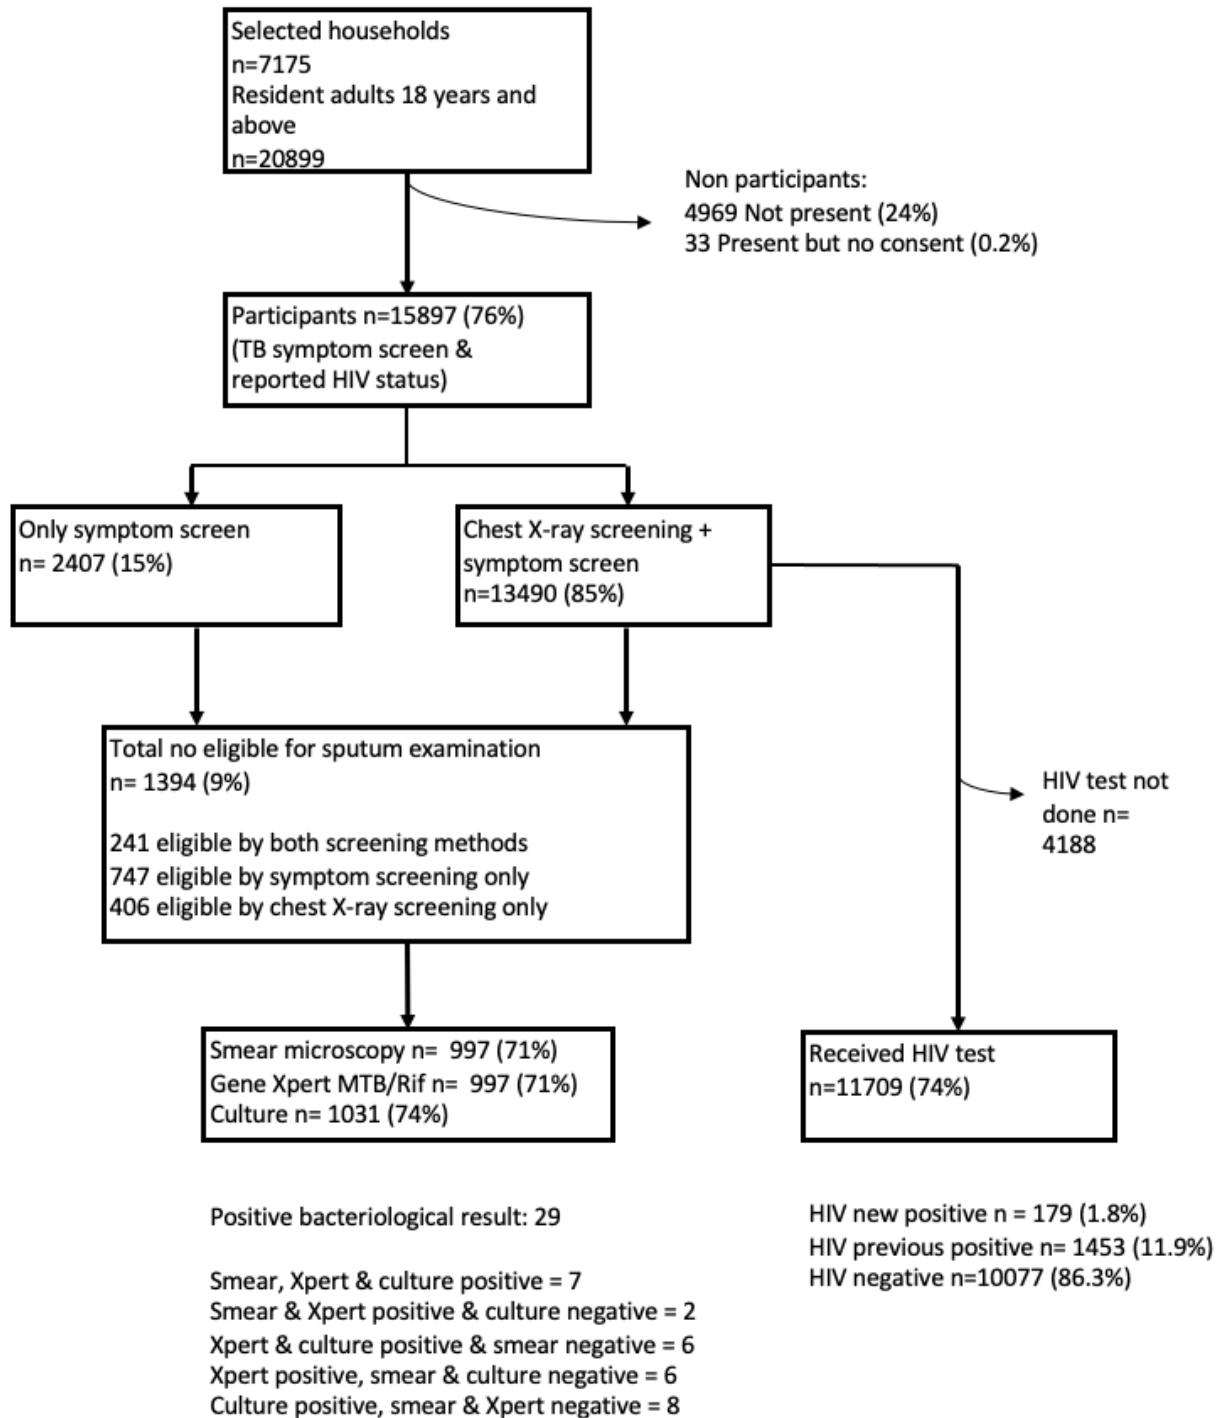 Selected households
n=7175
Resident adults 18 years and
above
n=20899
Non participants:
4969 Not present (24%)
33 Present but no consent (0.2%)
Participants n=15897 (76%)
(TB symptom screen &
reported HIV status)
Only symptom screen
n= 2407 (15%)
Chest X-ray screening +
symptom screen
n=13490 (85%)
Total no eligible for sputum examination
n= 1394 (9%)
241 eligible by both screening methods
747 eligible by symptom screening only
406 eligible by chest X-ray screening only
HIV test not
done n=
4188
Smear microscopy n=  997 (71%)
Gene Xpert MTB/Rif n=  997 (71%)
Culture n= 1031 (74%)
Received HIV test
n=11709 (74%)
Positive bacteriological result: 29
Smear, Xpert & culture positive = 7
Smear & Xpert positive & culture negative = 2
Xpert & culture positive & smear negative = 6
Xpert positive, smear & culture negative = 6
Culture positive, smear & Xpert negative = 8
HIV new positive n = 179 (1.8%)
HIV previous positive n= 1453 (11.9%)
HIV negative n=10077 (86.3%)